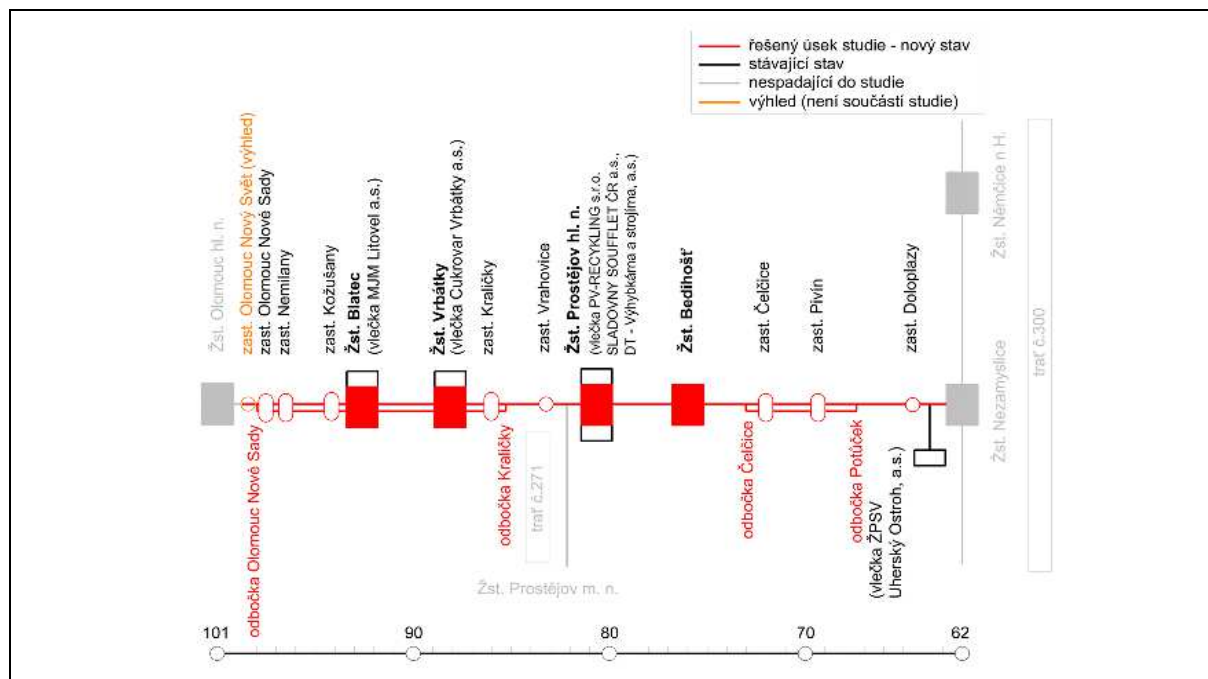 řešený úsek studie - nový stav
stávající stav
nespadající do studie
výhled (není součástí studie)
Žst. Olomouc hl. n.
zast. Olomouc Nový Svět (výhled)
zast. Olomouc Nové Sady
zast. Nemilany
zast. Kožušany
Žst. Blatec
(vlečka MJM Litovel a.s.)
Žst. Vrbátky
(vlečka Cukrovar Vrbátky a.s.)
zast. Kraličky
zast. Vrahovice
Žst. Prostějov hl. n.
(vlečka PV-RECYKLING s.r.o.
SLADOVNY SOUFFLET ČR a.s.,
DT - Výhybkárna a strojírna, a.s.)
Žst. Bedihošť
zast. Čelčice
zast. Pivín
zast. Doloplazy
Žst. Němčice n H.
Žst. Nezamyslice
trať č.300
odbočka Olomouc Nové Sady
odbočka Kraličky
trať č.271
Žst. Prostějov m. n.
odbočka Čelčice
odbočka Potůček
(vlečka ŽPSV
Uherský Ostroh, a.s.)
101
90
80
70
62